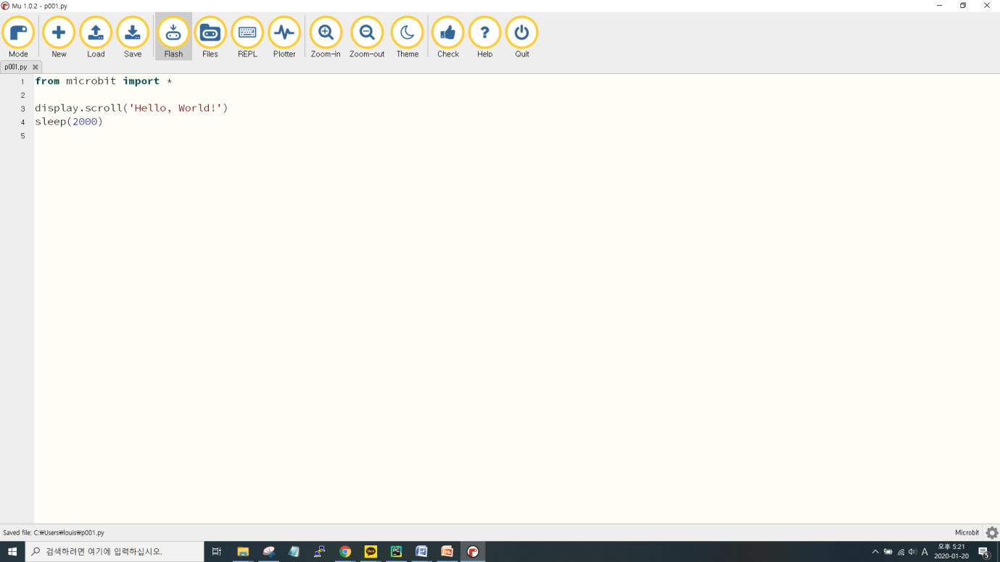 Mu 1.0.2 - p001.py
Mode New Load Save Flash Files REPL Plotter Zoom-in Zoom-out Theme Check Help Quit
p001.py
1 from microbit import *
2
3 display.scroll('Hello, World!')
4 sleep(2000)
5
Saved file: C:₩Users₩louis₩p001.py Microbit
검색하려면 여기에 입력하십시오. A 오후 5:21
2020-01-20 5